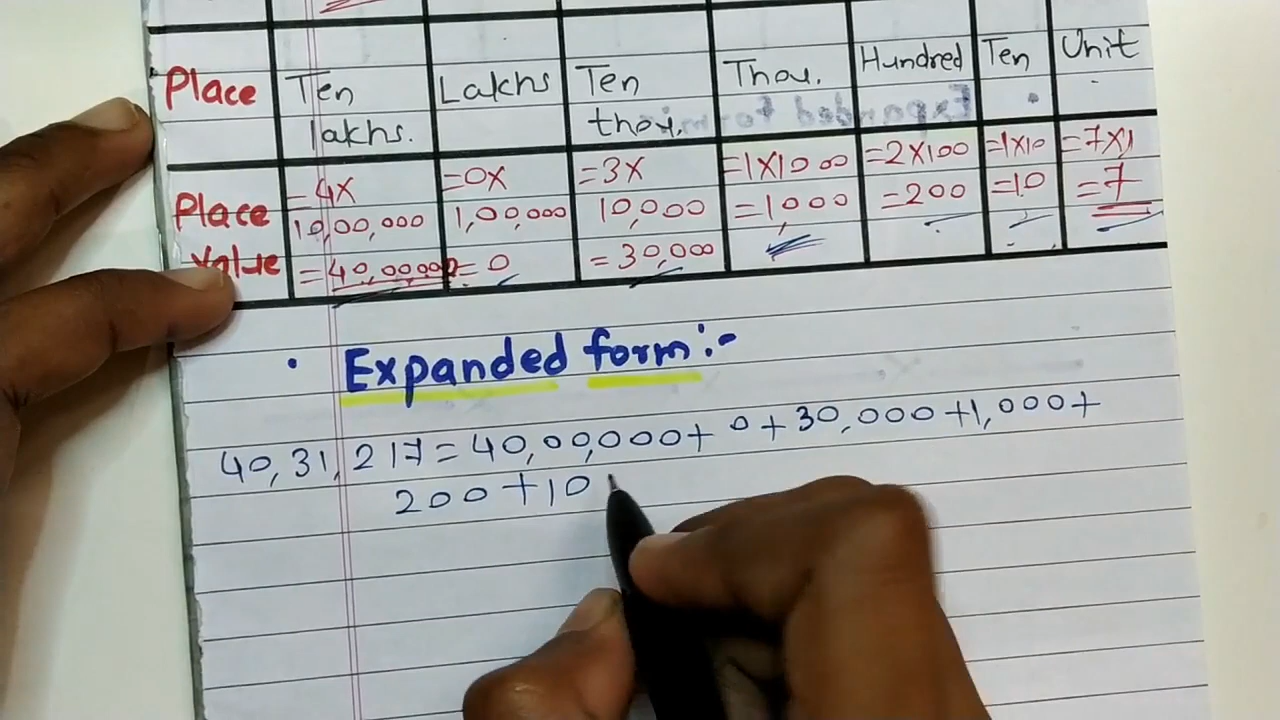 Place Ten Lakhs Ten Thou. Hundred Ten Unit
lakhs. thou.
Place = 4X =0X =3X =1X1000 =2X100 =1X10 =7X1
Value 10,00,000 1,00,000 10,000 =1,000 =200 =10 =7
=40,00000 = 0 = 30,000
• Expanded form:-
40,31,217=40,00,000+ 0+30,000+1,000+
200+10